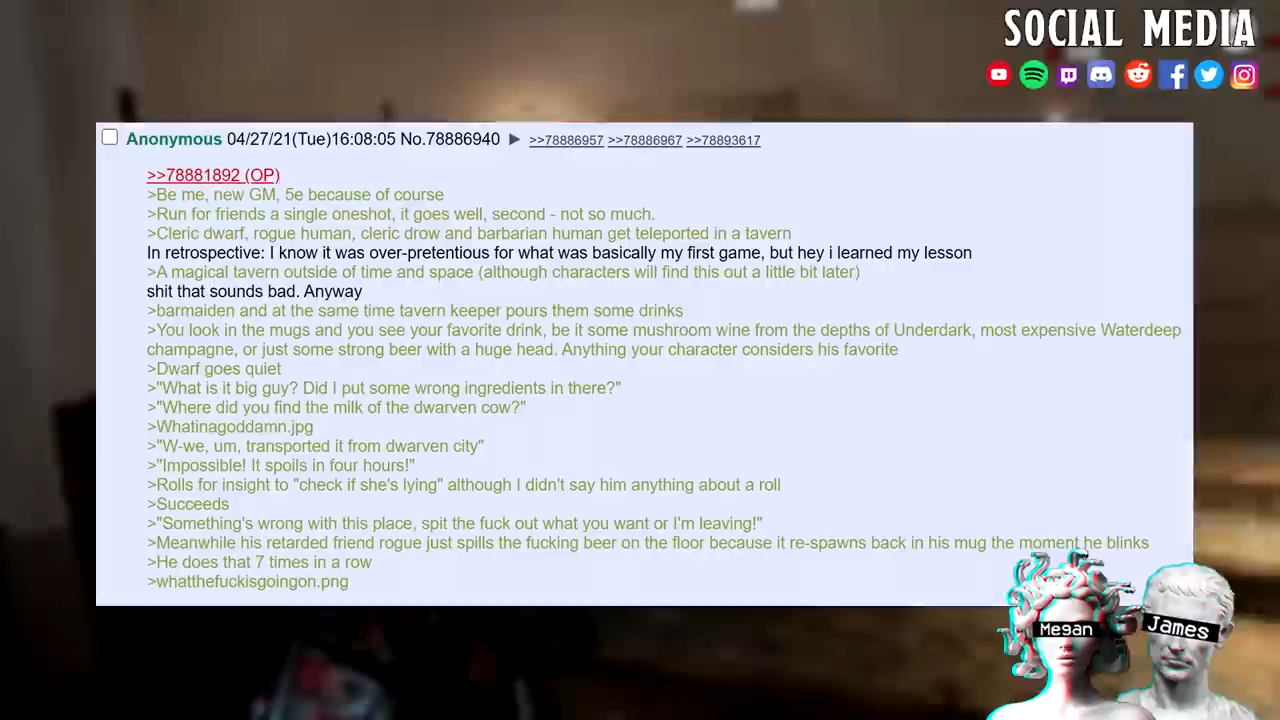 SOCIAL MEDIA
Anonymous 04/27/21(Tue)16:08:05 No.78886940 ▶ >>78886957 >>78886967 >>78893617
>>78881892 (OP)
>Be me, new GM, 5e because of course
>Run for friends a single oneshot, it goes well, second - not so much.
>Cleric dwarf, rogue human, cleric drow and barbarian human get teleported in a tavern
In retrospective: I know it was over-pretentious for what was basically my first game, but hey i learned my lesson
>A magical tavern outside of time and space (although characters will find this out a little bit later)
shit that sounds bad. Anyway
>barmaiden and at the same time tavern keeper pours them some drinks
>You look in the mugs and you see your favorite drink, be it some mushroom wine from the depths of Underdark, most expensive Waterdeep
champagne, or just some strong beer with a huge head. Anything your character considers his favorite
>Dwarf goes quiet
>"What is it big guy? Did I put some wrong ingredients in there?"
>"Where did you find the milk of the dwarven cow?"
>Whatinagoddamn.jpg
>"W-we, um, transported it from dwarven city"
>"Impossible! It spoils in four hours!"
>Rolls for insight to "check if she's lying" although I didn't say him anything about a roll
>Succeeds
>"Something's wrong with this place, spit the fuck out what you want or I'm leaving!"
>Meanwhile his retarded friend rogue just spills the fucking beer on the floor because it re-spawns back in his mug the moment he blinks
>He does that 7 times in a row
>whatthefuckisgoingon.png
Megan
James